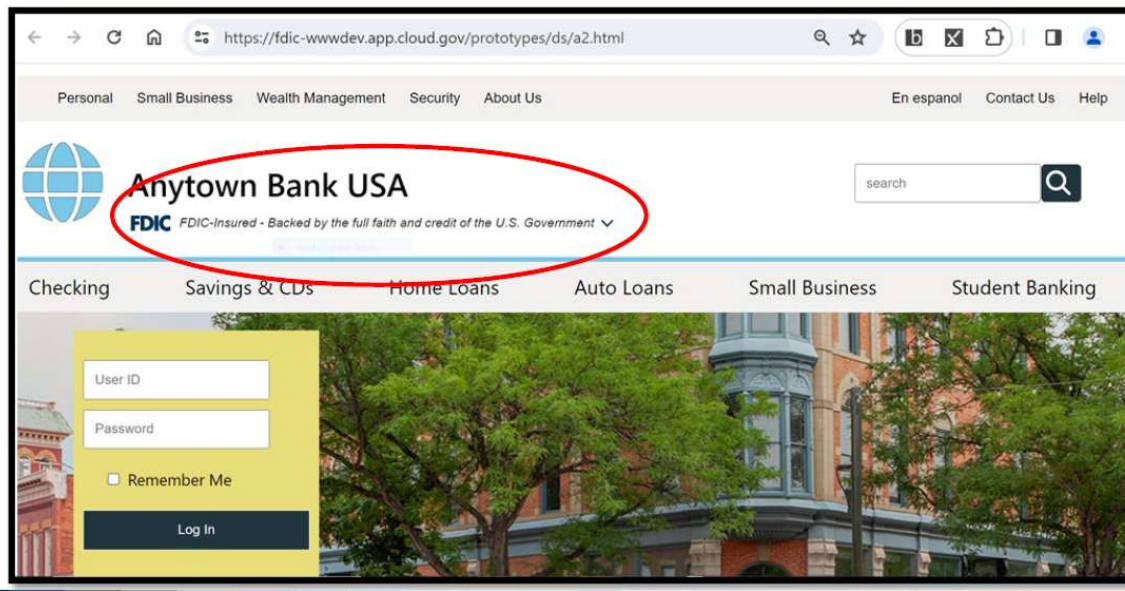 https://fdic-wwwdev.app.cloud.gov/prototypes/ds/a2.html
Personal Small Business Wealth Management Security About Us En espanol Contact Us Help
Anytown Bank USA
search
FDIC FDIC-Insured - Backed by the full faith and credit of the U.S. Government
Checking Savings & CDs Home Loans Auto Loans Small Business Student Banking
User ID
Password
Remember Me
Log In